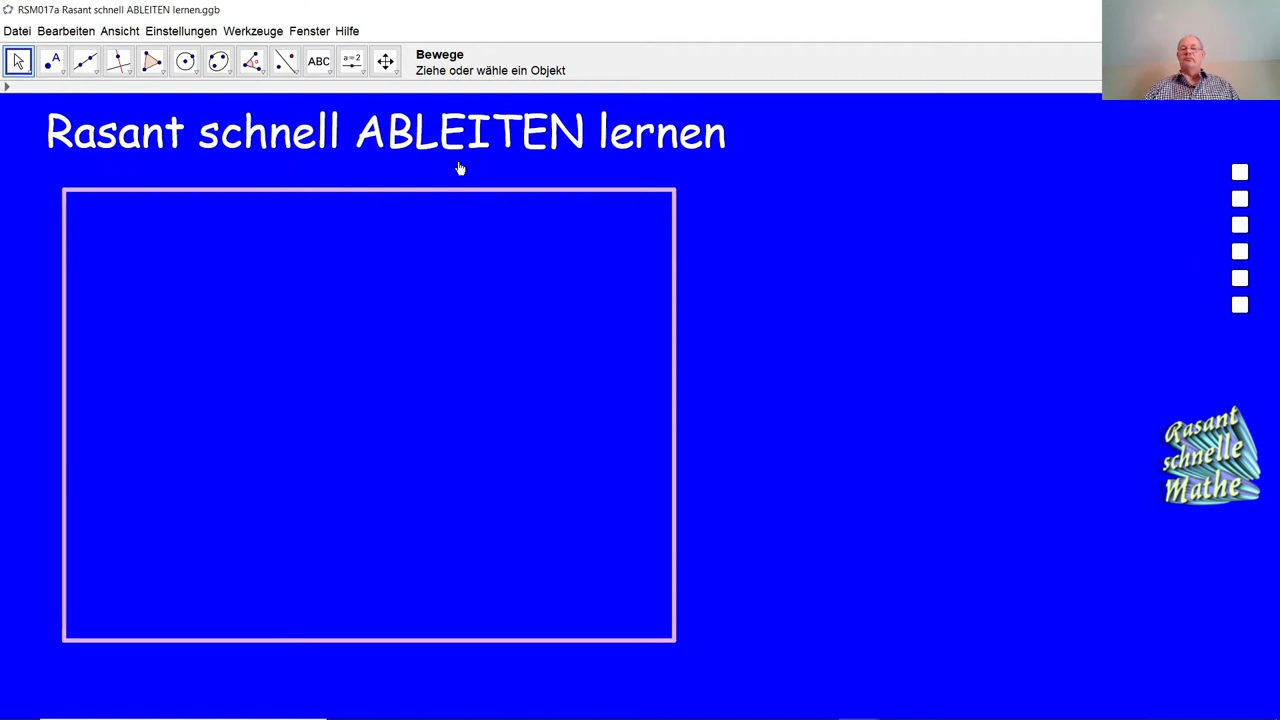 RSM017a Rasant schnell ABLEITEN lernen.ggb
Datei Bearbeiten Ansicht Einstellungen Werkzeuge Fenster Hilfe
A
ABC
a=2
Bewege
Ziehe oder wähle ein Objekt
Rasant schnell ABLEITEN lernen
Rasant
schnelle
Mathe